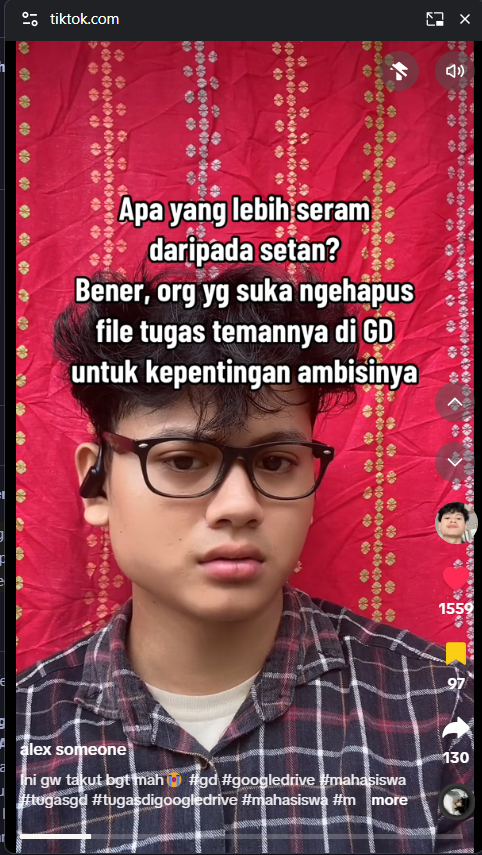 tiktok.com
Apa yang lebih seram
daripada setan?
Bener, org yg suka ngehapus
file tugas temannya di GD
untuk kepentingan ambisinya
1559
97
130
alex someone
Ini gw takut bgt mah😭 #gd #googledrive #mahasiswa
#tugasgd #tugasdigoogledrive #mahasiswa #m more